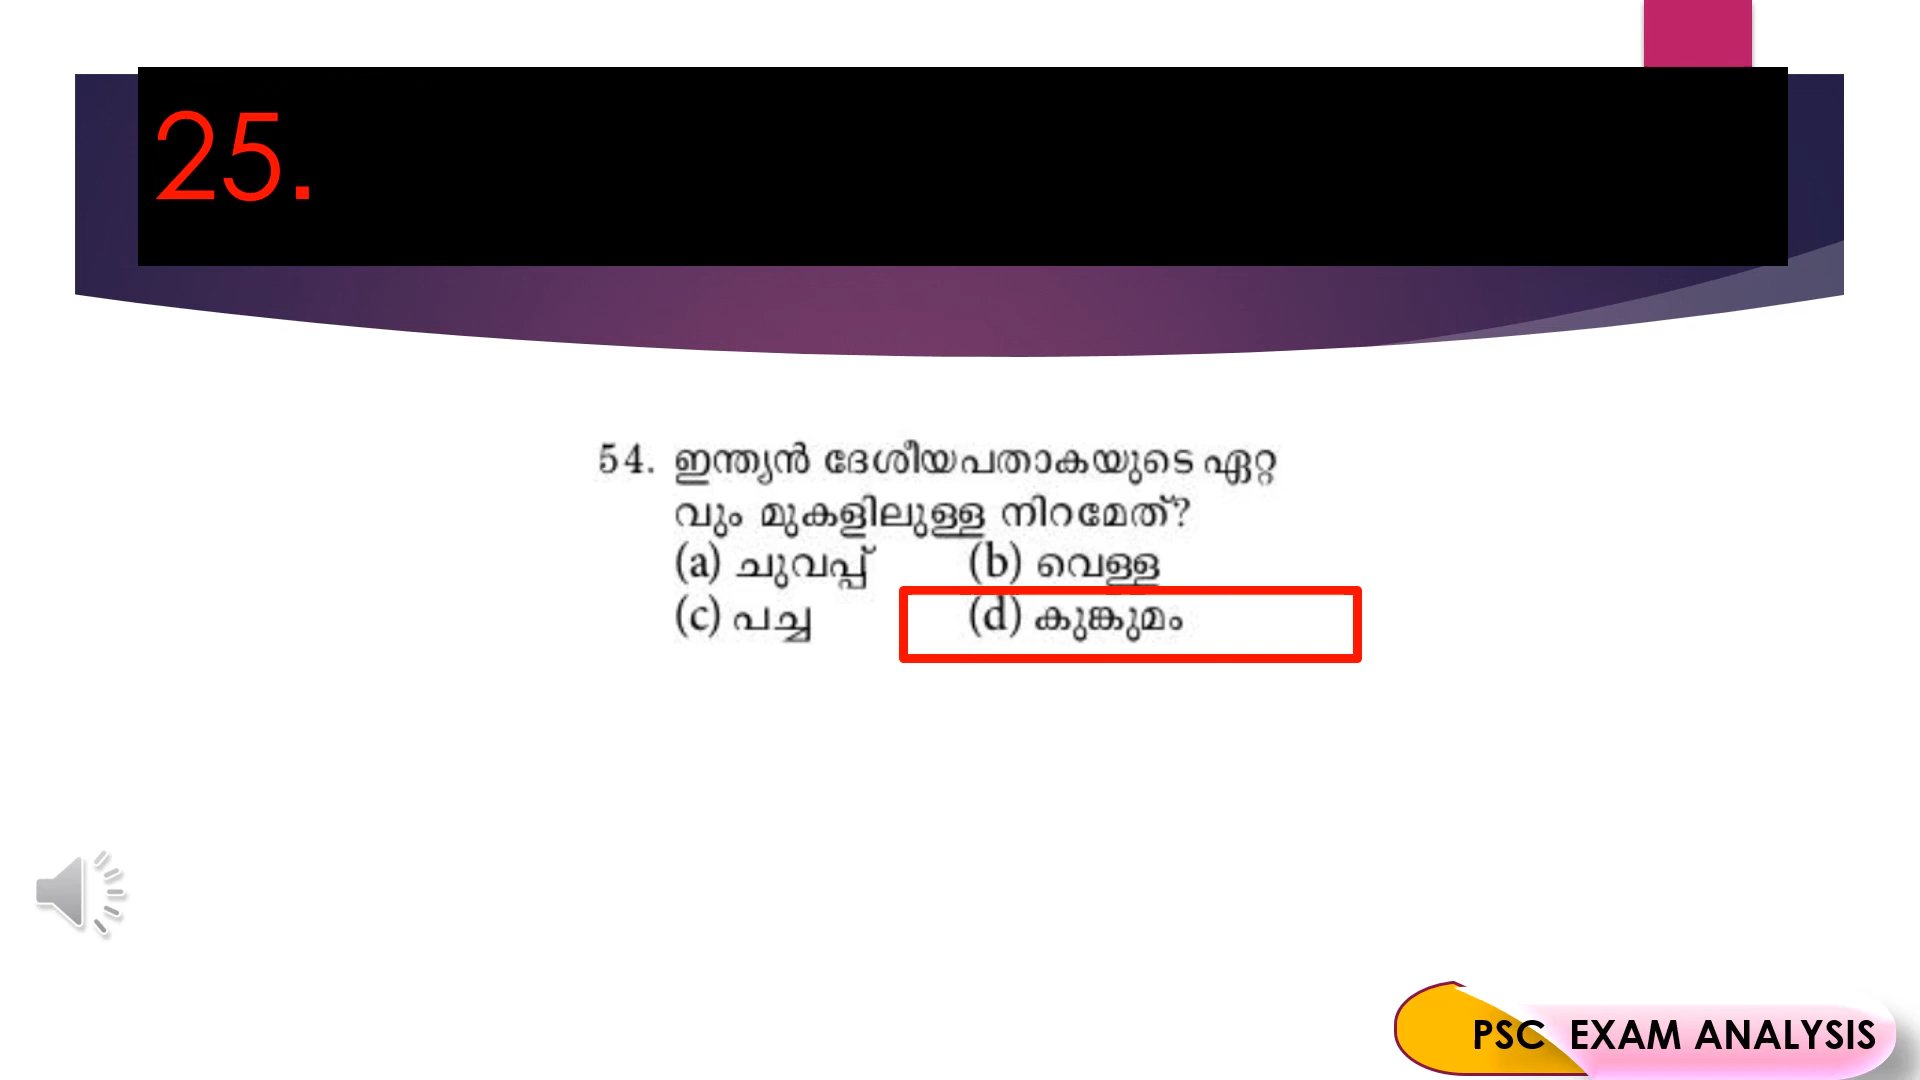 25.
54. ഇന്ത്യൻ ദേശീയപതാകയുടെ ഏറ്റ
വും മുകളിലുള്ള നിറമേത്?
(a) ചുവപ്പ് (b) വെള്ള
(c) പച്ച (d) കുങ്കുമം
PSC EXAM ANALYSIS